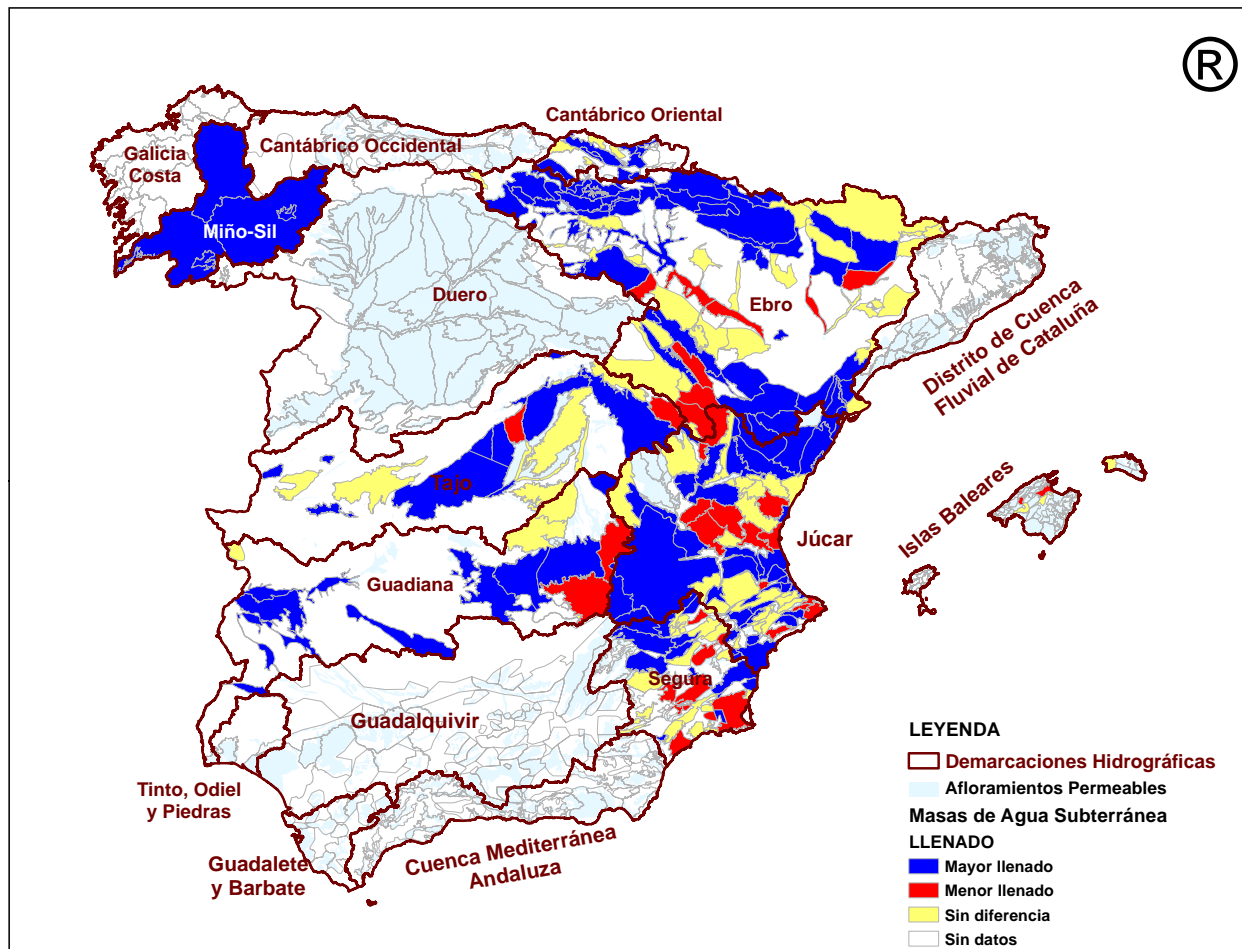 ®
Cantábrico Oriental
Galicia
Costa
Cantábrico Occidental
Miño-Sil
Duero
Ebro
Distrito de Cuenca
Fluvial de Cataluña
Tajo
Islas Baleares
Júcar
Guadiana
Segura
Guadalquivir
Tinto, Odiel
y Piedras
Guadalete
y Barbate
Cuenca Mediterránea
Andaluza
LEYENDA
Demarcaciones Hidrográficas
Afloramientos Permeables
Masas de Agua Subterránea
LLENADO
Mayor llenado
Menor llenado
Sin diferencia
Sin datos